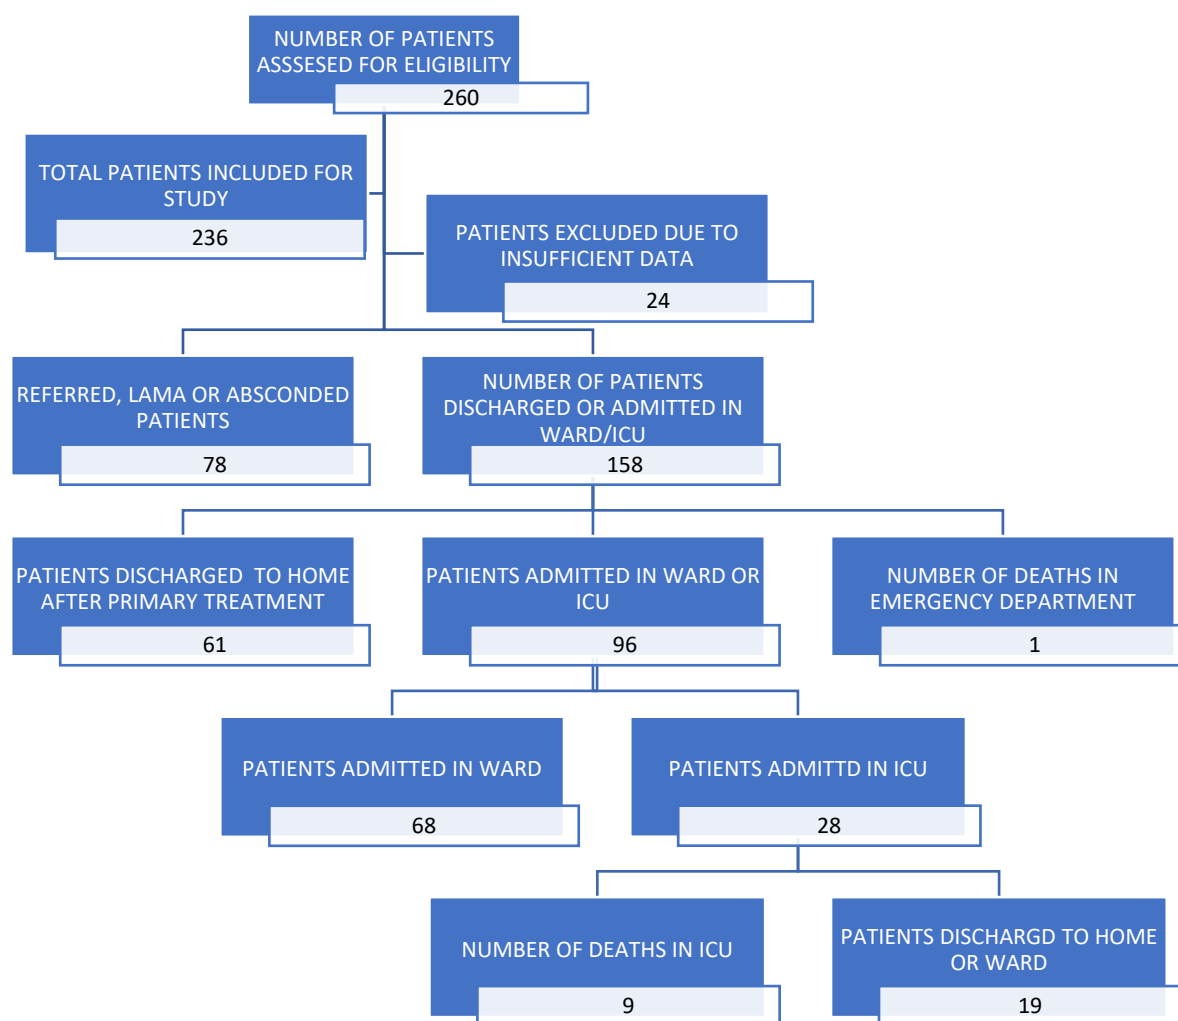 NUMBER OF PATIENTS
ASSSESED FOR ELIGIBILITY
260
TOTAL PATIENTS INCLUDED FOR
STUDY
236
PATIENTS EXCLUDED DUE TO
INSUFFICIENT DATA
24
REFERRED, LAMA OR ABSCONDED
PATIENTS
78
NUMBER OF PATIENTS
DISCHARGED OR ADMITTED IN
WARD/ICU
158
PATIENTS DISCHARGED TO HOME
AFTER PRIMARY TREATMENT
61
PATIENTS ADMITTED IN WARD OR
ICU
96
NUMBER OF DEATHS IN
EMERGENCY DEPARTMENT
1
PATIENTS ADMITTED IN WARD
68
PATIENTS ADMITTD IN ICU
28
NUMBER OF DEATHS IN ICU
9
PATIENTS DISCHARGD TO HOME
OR WARD
19